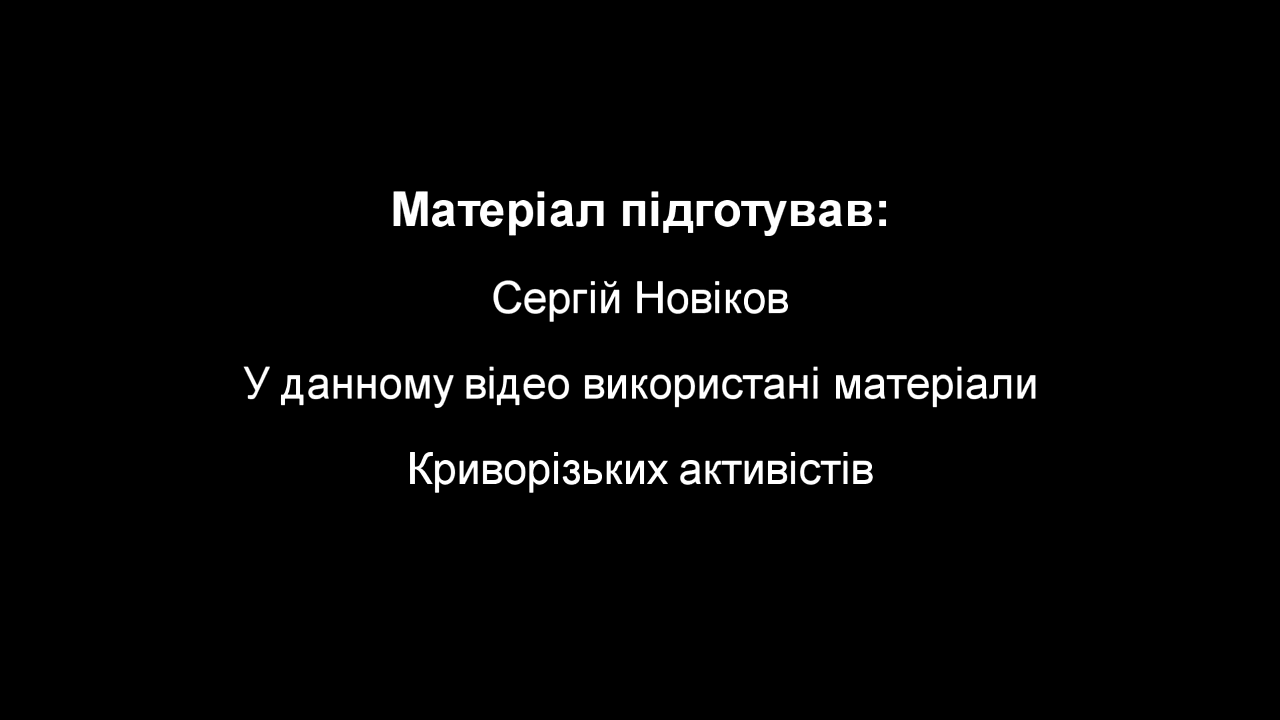 Матеріал підготував:
Сергій Новіков
У данному відео використані матеріали
Криворізьких активістів